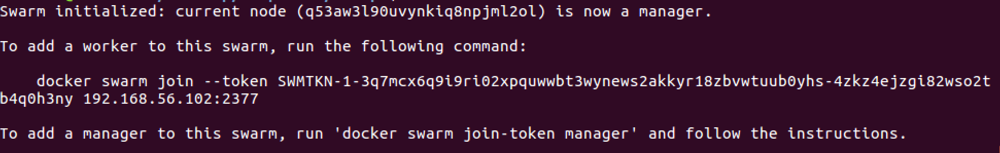 Swarm initialized: current node (q53aw3l90uvynkiq8npjml2ol) is now a manager.
To add a worker to this swarm, run the following command:
docker swarm join --token SWMTKN-1-3q7mcx6q9i9ri02xpquwwbt3wynews2akkyr18zbvwtuub0yhs-4zkz4ejzgi82wso2t
b4q0h3ny 192.168.56.102:2377
To add a manager to this swarm, run 'docker swarm join-token manager' and follow the instructions.